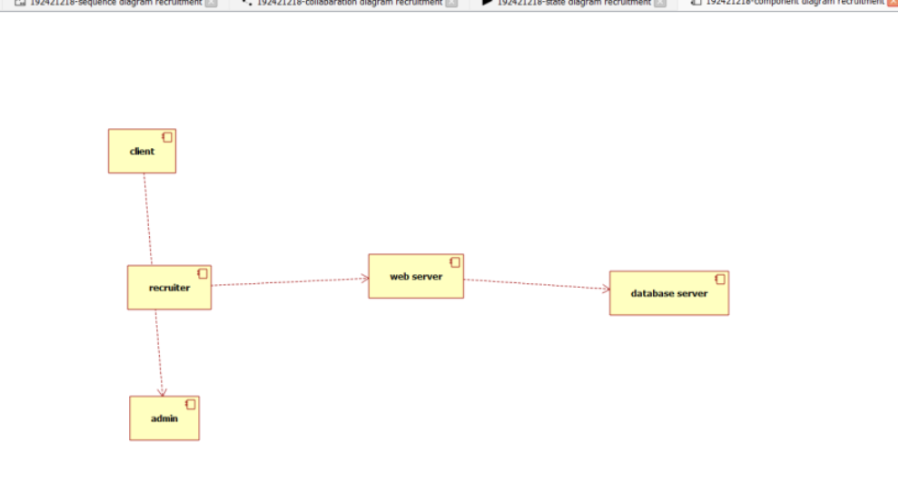 192421218-sequence diagram recruitment
192421218-collabaration diagram recruitment
192421218-state diagram recruitment
192421218-component diagram recruitment
client
recruiter
web server
database server
admin